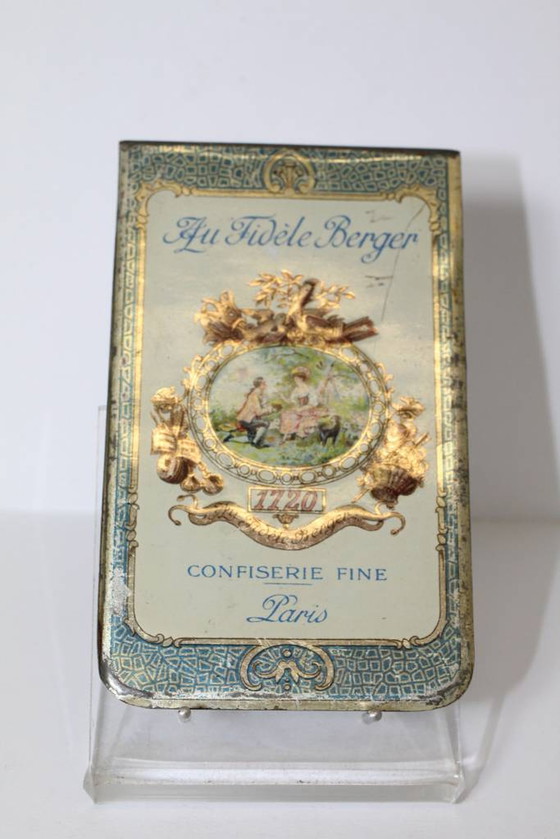 Au Fidèle Berger
1720
CONFISERIE FINE
Paris